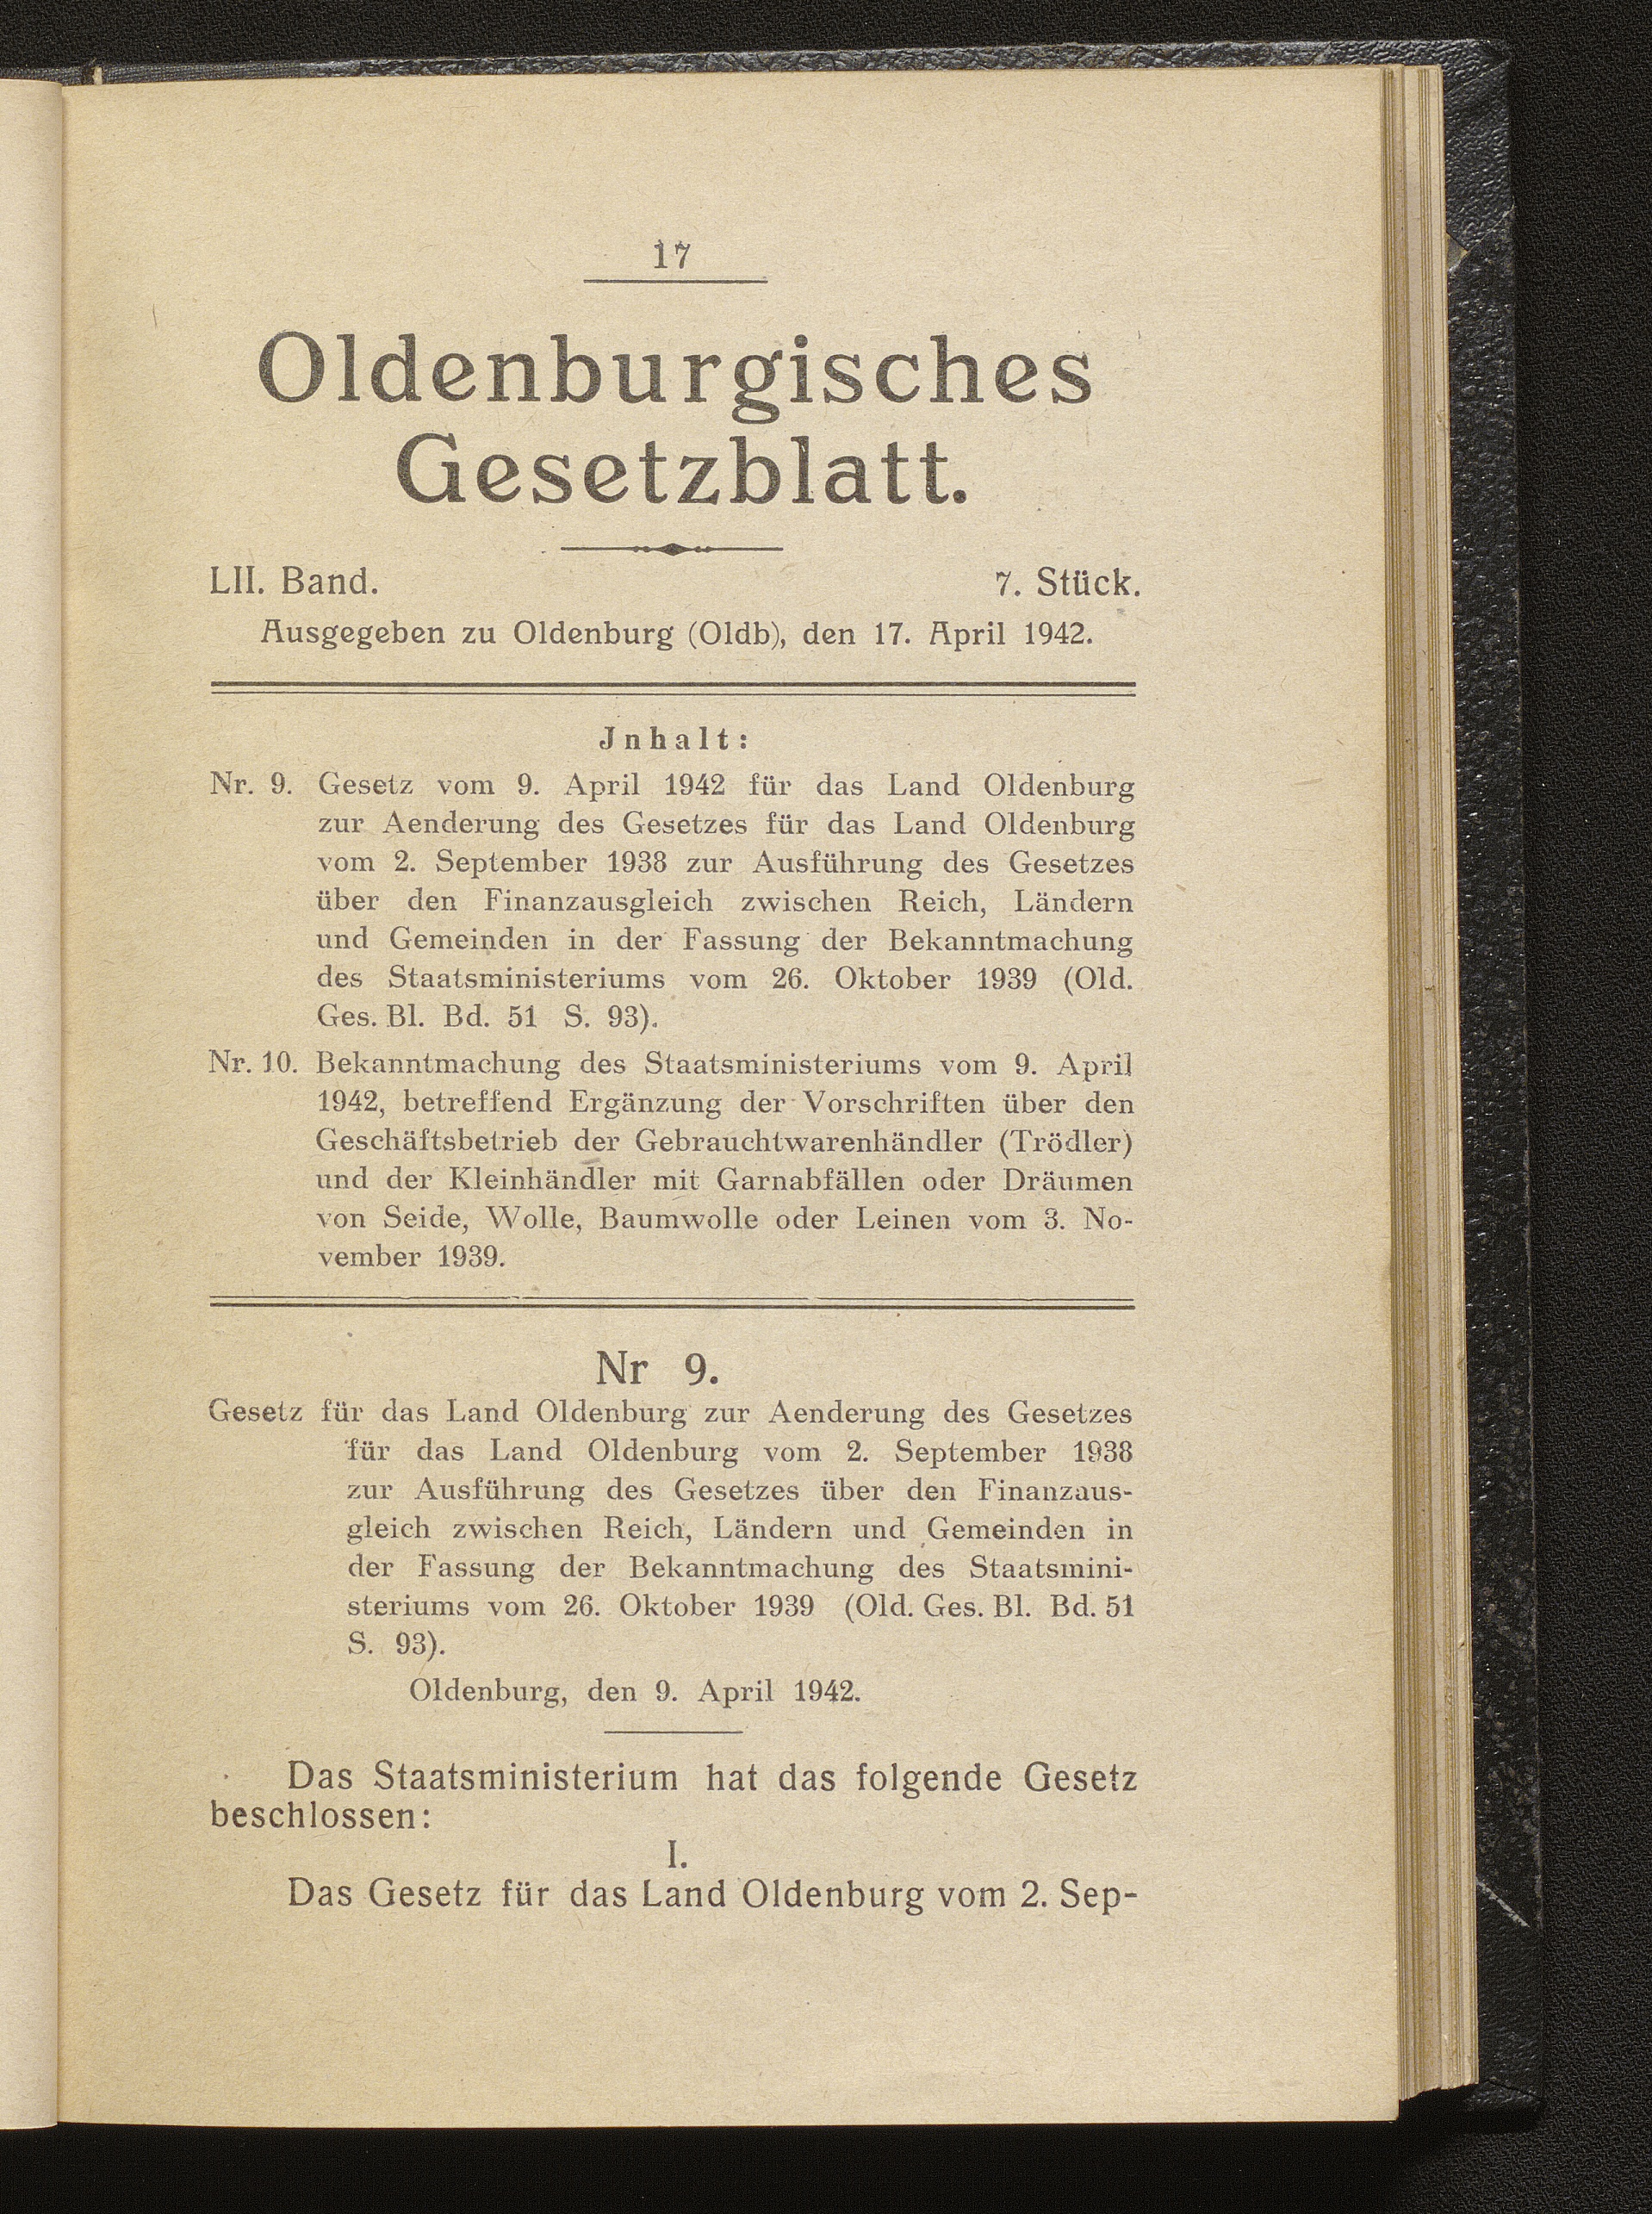 17
Oldenburgisches
Gesetzblatt.
LII. Band. 7. Stück.
Ausgegeben zu Oldenburg (Oldb), den 17. April 1942.
Jnhalt:
Nr. 9. Gesetz vom 9. April 1942 für das Land Oldenburg
zur Aenderung des Gesetzes für das Land Oldenburg
vom 2. September 1938 zur Ausführung des Gesetzes
über den Finanzausgleich zwischen Reich, Ländern
und Gemeinden in der Fassung der Bekanntmachung
des Staatsministeriums vom 26. Oktober 1939 (Old.
Ges. Bl. Bd. 51 S. 93).
Nr. 10. Bekanntmachung des Staatsministeriums vom 9. April
1942, betreffend Ergänzung der Vorschriften über den
Geschäftsbetrieb der Gebrauchtwarenhändler (Trödler)
und der Kleinhändler mit Garnabfällen oder Dräumen
von Seide, Wolle, Baumwolle oder Leinen vom 3. No-
vember 1939.
Nr 9.
Gesetz für das Land Oldenburg zur Aenderung des Gesetzes
für das Land Oldenburg vom 2. September 1938
zur Ausführung des Gesetzes über den Finanzaus-
gleich zwischen Reich, Ländern und Gemeinden in
der Fassung der Bekanntmachung des Staatsmini-
steriums vom 26. Oktober 1939 (Old. Ges. Bl. Bd. 51
S. 93).
Oldenburg, den 9. April 1942.
Das Staatsministerium hat das folgende Gesetz
beschlossen:
I.
Das Gesetz für das Land Oldenburg vom 2. Sep-